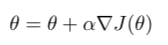 θ = θ + α∇J(θ)